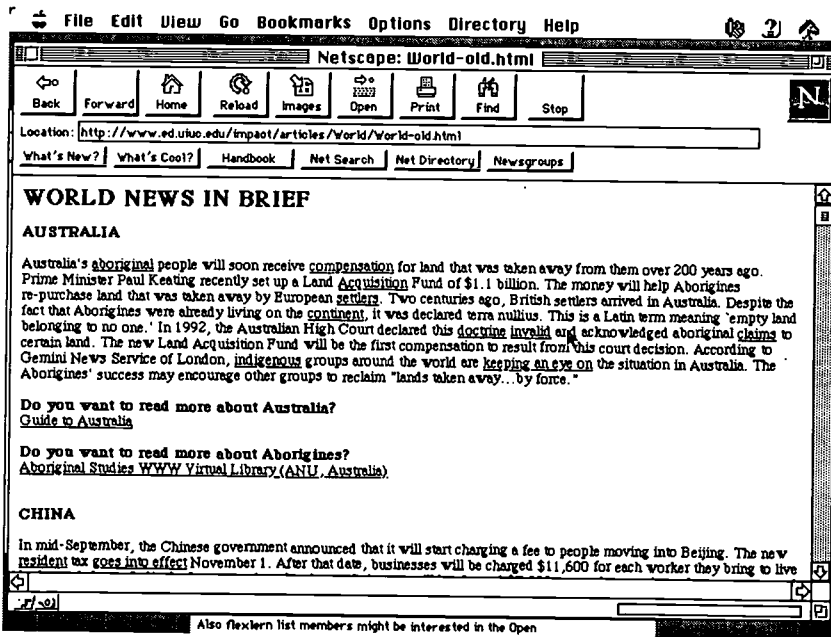 File Edit View Go Bookmarks Options Directory Help
Netscape: World-old.html
Back Forward Home Reload Images Open Print Find Stop
N
Location: http://www.ed.uiuc.edu/impact/articles/World/World-old.html
What's New? What's Cool? Handbook Net Search Net Directory Newsgroups
WORLD NEWS IN BRIEF
AUSTRALIA
Australia's aboriginal people will soon receive compensation for land that was taken away from them over 200 years ago.
Prime Minister Paul Keating recently set up a Land Acquisition Fund of $1.1 billion. The money will help Aborigines
re-purchase land that was taken away by European settlers. Two centuries ago, British settlers arrived in Australia. Despite the
fact that Aborigines were already living on the continent, it was declared terra nullius. This is a Latin term meaning `empty land
belonging to no one.' In 1992, the Australian High Court declared this doctrine invalid and acknowledged aboriginal claims to
certain land. The new Land Acquisition Fund will be the first compensation to result from this court decision. According to
Gemini News Service of London, indigenous groups around the world are keeping an eye on the situation in Australia. The
Aborigines' success may encourage other groups to reclaim "lands taken away...by force."
Do you want to read more about Australia?
Guide to Australia
Do you want to read more about Aborigines?
Aboriginal Studies WWW Virtual Library (ANU, Australia)
CHINA
In mid-September, the Chinese government announced that it will start charging a fee to people moving into Beijing. The new
resident tax goes into effect November 1. After that date, businesses will be charged $11,600 for each worker they bring to live
Also flexlern list members might be interested in the Open